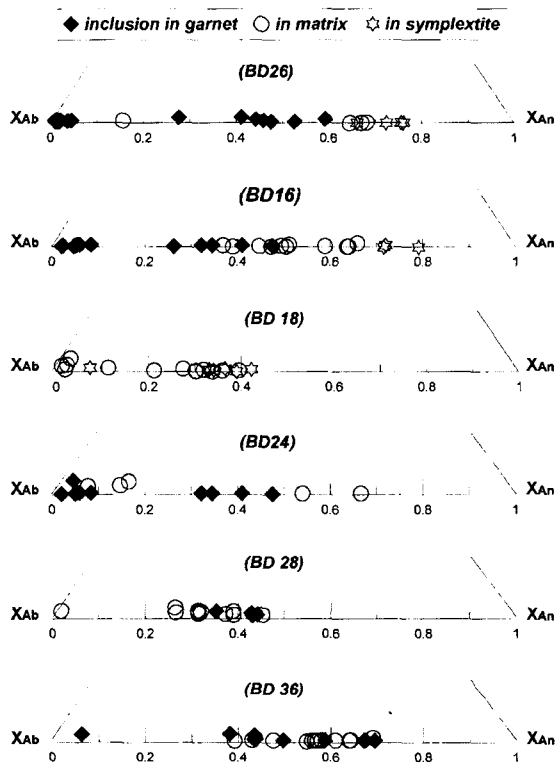 inclusion in garnet in matrix in symplextite
(BD26)
XAb XAn
0 0.2 0.4 0.6 0.8 1
(BD16)
XAb XAn
0 0.2 0.4 0.6 0.8 1
(BD 18)
XAb XAn
0 0.2 0.4 0.6 0.8 1
(BD24)
XAb XAn
0 0.2 0.4 0.6 0.8 1
(BD 28)
XAb XAn
0 0.2 0.4 0.6 0.8 1
(BD 36)
XAb XAn
0 0.2 0.4 0.6 0.8 1